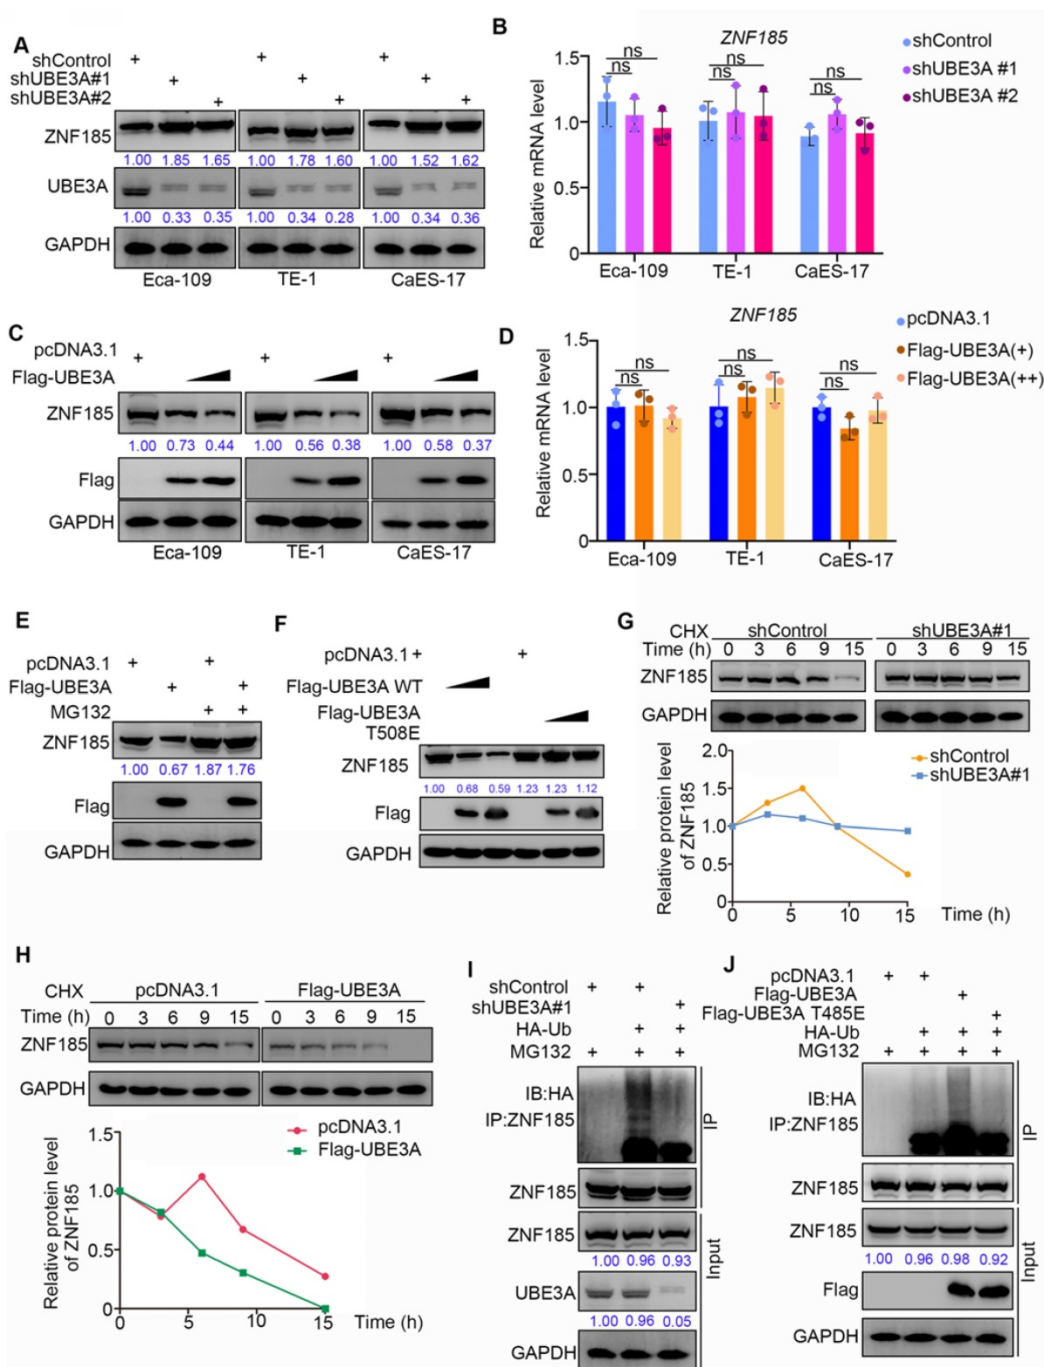 A
shControl + + +
shUBE3A#1 + + +
shUBE3A#2 + + +
ZNF185
1.00 1.85 1.65 1.00 1.78 1.60 1.00 1.52 1.62
UBE3A
1.00 0.33 0.35 1.00 0.34 0.28 1.00 0.34 0.36
GAPDH
Eca-109 TE-1 CaES-17
B
ZNF185
shControl
shUBE3A #1
shUBE3A #2
Relative mRNA level
1.5
1.0
0.5
0
ns ns ns
ns ns ns
Eca-109 TE-1 CaES-17
C
pcDNA3.1 + + +
Flag-UBE3A
ZNF185
1.00 0.73 0.44 1.00 0.56 0.38 1.00 0.58 0.37
Flag
GAPDH
Eca-109 TE-1 CaES-17
D
ZNF185
pcDNA3.1
Flag-UBE3A(+)
Flag-UBE3A(++)
Relative mRNA level
1.5
1.0
0.5
0
ns ns ns
ns ns ns
Eca-109 TE-1 CaES-17
E
pcDNA3.1 + +
Flag-UBE3A + +
MG132 + +
ZNF185
1.00 0.67 1.87 1.76
Flag
GAPDH
F
pcDNA3.1 + +
Flag-UBE3A WT
Flag-UBE3A
T508E
ZNF185
1.00 0.68 0.59 1.23 1.23 1.12
Flag
GAPDH
G
CHX shControl shUBE3A#1
Time (h) 0 3 6 9 15 0 3 6 9 15
ZNF185
GAPDH
Relative protein level
of ZNF185
2.0
1.5
1.0
0.5
0
shControl
shUBE3A#1
0 5 10 15 Time (h)
H
CHX pcDNA3.1 Flag-UBE3A
Time (h) 0 3 6 9 15 0 3 6 9 15
ZNF185
GAPDH
Relative protein level
of ZNF185
1.5
1.0
0.5
0
pcDNA3.1
Flag-UBE3A
0 5 10 15 Time (h)
I
shControl + +
shUBE3A#1 +
HA-Ub + +
MG132 + + +
IB:HA
IP:ZNF185
IP
ZNF185
ZNF185
1.00 0.96 0.93
Input
UBE3A
1.00 0.96 0.05
GAPDH
J
pcDNA3.1 + +
Flag-UBE3A +
Flag-UBE3A T485E +
HA-Ub + + +
MG132 + + + +
IB:HA
IP:ZNF185
IP
ZNF185
ZNF185
1.00 0.96 0.98 0.92
Input
Flag
GAPDH